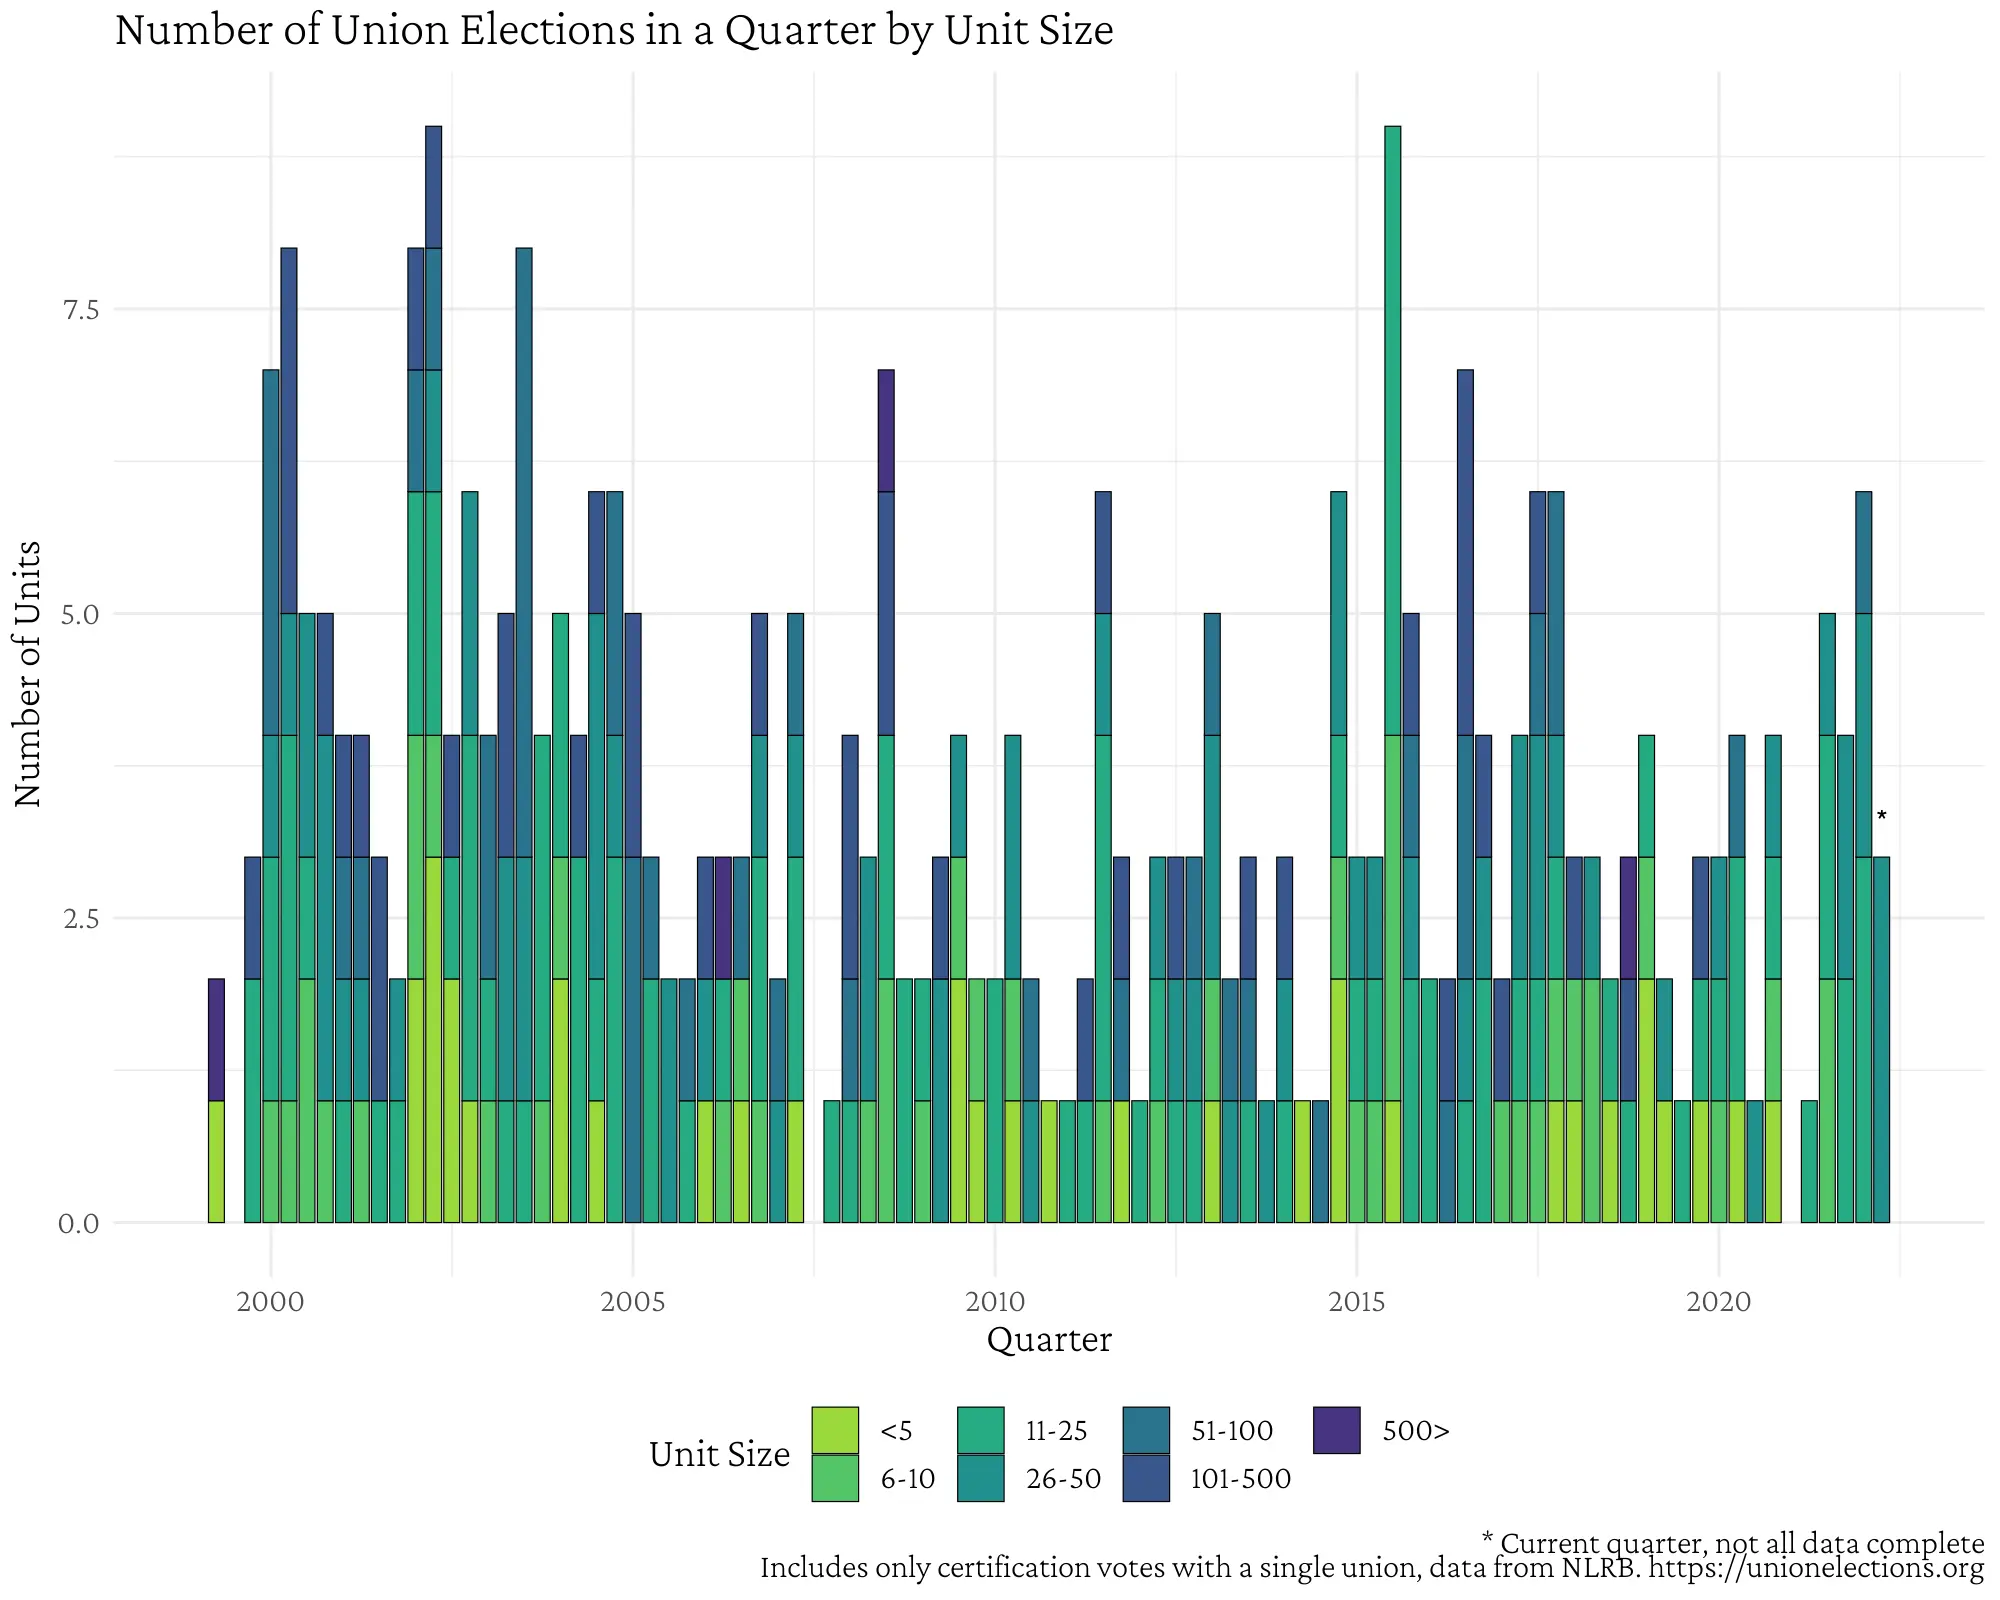 Number of Union Elections in a Quarter by Unit Size
Number of Units
7.5
5.0
2.5
0.0
*
2000 2005 2010 2015 2020
Quarter
Unit Size
<5 11-25 51-100 500>
6-10 26-50 101-500
* Current quarter, not all data complete
Includes only certification votes with a single union, data from NLRB. https://unionelections.org